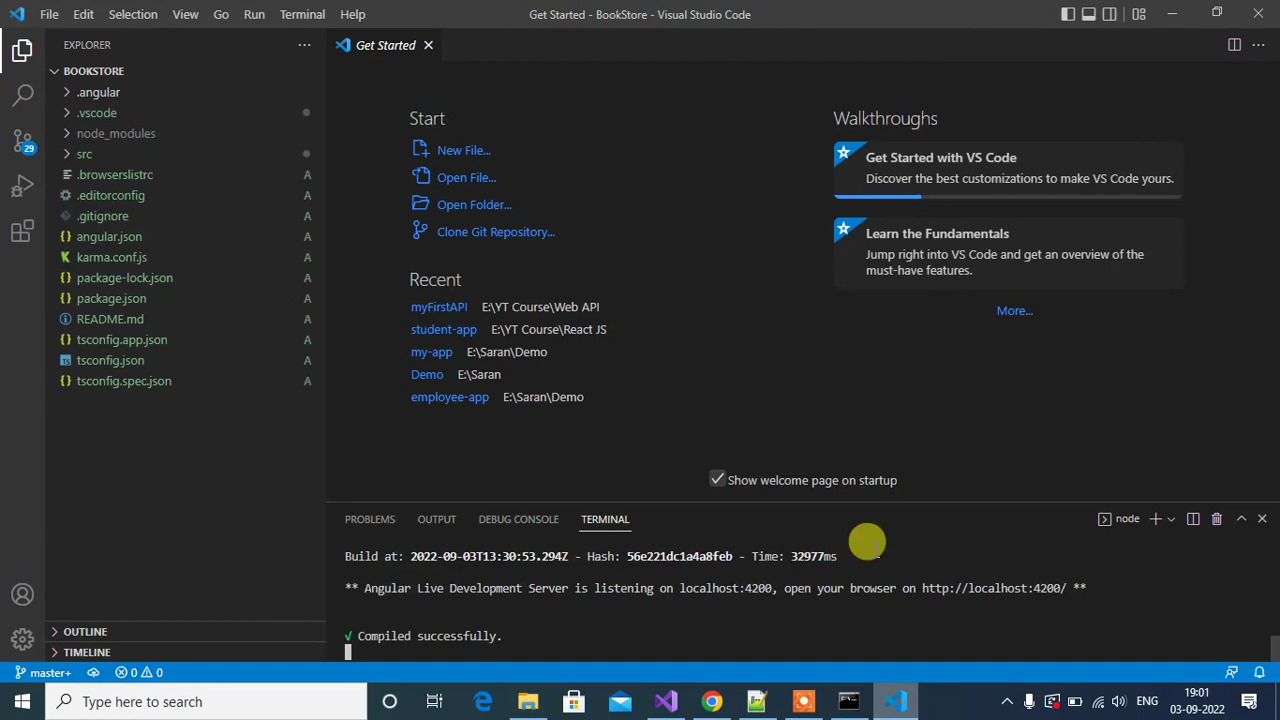 File Edit Selection View Go Run Terminal Help
Get Started - BookStore - Visual Studio Code
EXPLORER
BOOKSTORE
.angular
.vscode
node_modules
src
.browserslistrc A
.editorconfig A
.gitignore A
angular.json A
karma.conf.js A
package-lock.json A
package.json A
README.md A
tsconfig.app.json A
tsconfig.json A
tsconfig.spec.json A
OUTLINE
TIMELINE
29
Get Started
Start
New File...
Open File...
Open Folder...
Clone Git Repository...
Recent
myFirstAPI E:\YT Course\Web API
student-app E:\YT Course\React JS
my-app E:\Saran\Demo
Demo E:\Saran
employee-app E:\Saran\Demo
Walkthroughs
Get Started with VS Code
Discover the best customizations to make VS Code yours.
Learn the Fundamentals
Jump right into VS Code and get an overview of the
must-have features.
More...
Show welcome page on startup
PROBLEMS OUTPUT DEBUG CONSOLE TERMINAL
node
Build at: 2022-09-03T13:30:53.294Z - Hash: 56e221dc1a4a8feb - Time: 32977ms
** Angular Live Development Server is listening on localhost:4200, open your browser on http://localhost:4200/ **
√ Compiled successfully.
master+ 0 0
Type here to search
ENG
19:01
03-09-2022